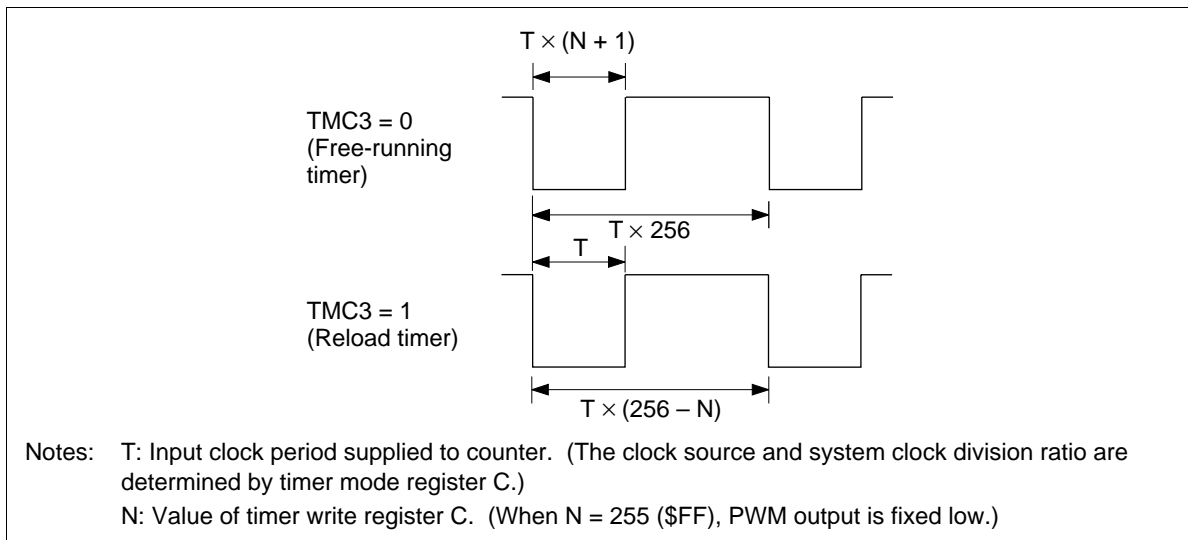 T × (N + 1)
TMC3 = 0
(Free-running
timer)
T × 256
T
TMC3 = 1
(Reload timer)
T × (256 – N)
Notes: T: Input clock period supplied to counter. (The clock source and system clock division ratio are
determined by timer mode register C.)
N: Value of timer write register C. (When N = 255 ($FF), PWM output is fixed low.)